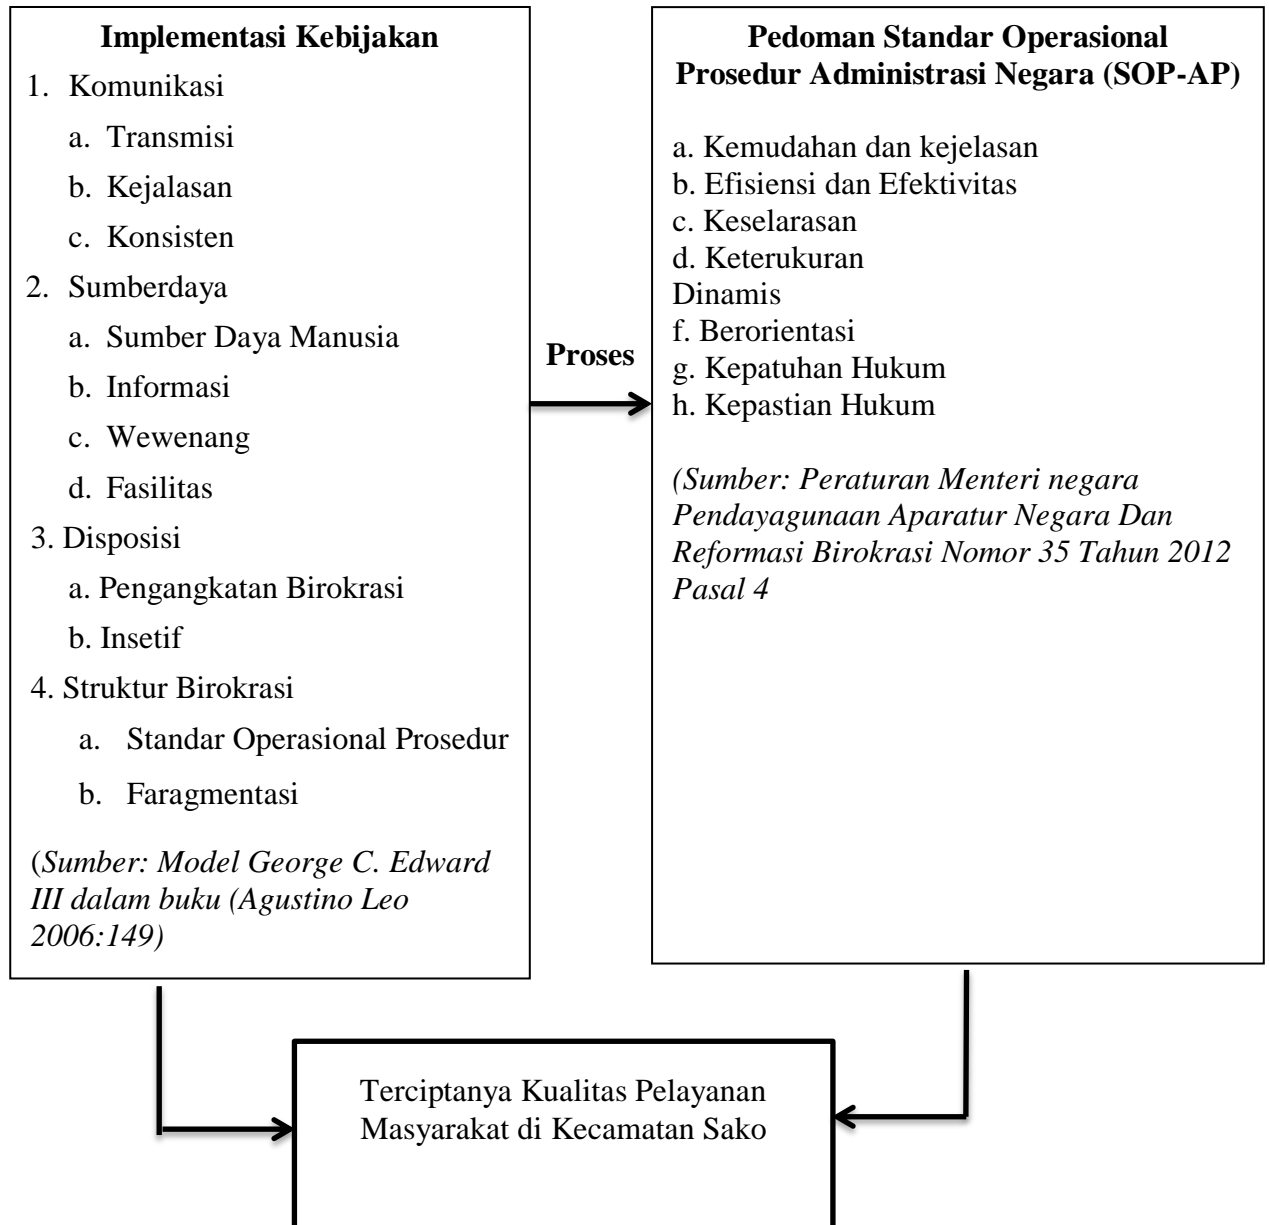 Implementasi Kebijakan
1. Komunikasi
a. Transmisi
b. Kejalasan
c. Konsisten
2. Sumberdaya
a. Sumber Daya Manusia
b. Informasi
c. Wewenang
d. Fasilitas
3. Disposisi
a. Pengangkatan Birokrasi
b. Insetif
4. Struktur Birokrasi
a. Standar Operasional Prosedur
b. Faragmentasi
(Sumber: Model George C. Edward
III dalam buku (Agustino Leo
2006:149)
Proses
Pedoman Standar Operasional
Prosedur Administrasi Negara (SOP-AP)
a. Kemudahan dan kejelasan
b. Efisiensi dan Efektivitas
c. Keselarasan
d. Keterukuran
Dinamis
f. Berorientasi
g. Kepatuhan Hukum
h. Kepastian Hukum
(Sumber: Peraturan Menteri negara
Pendayagunaan Aparatur Negara Dan
Reformasi Birokrasi Nomor 35 Tahun 2012
Pasal 4
Terciptanya Kualitas Pelayanan
Masyarakat di Kecamatan Sako